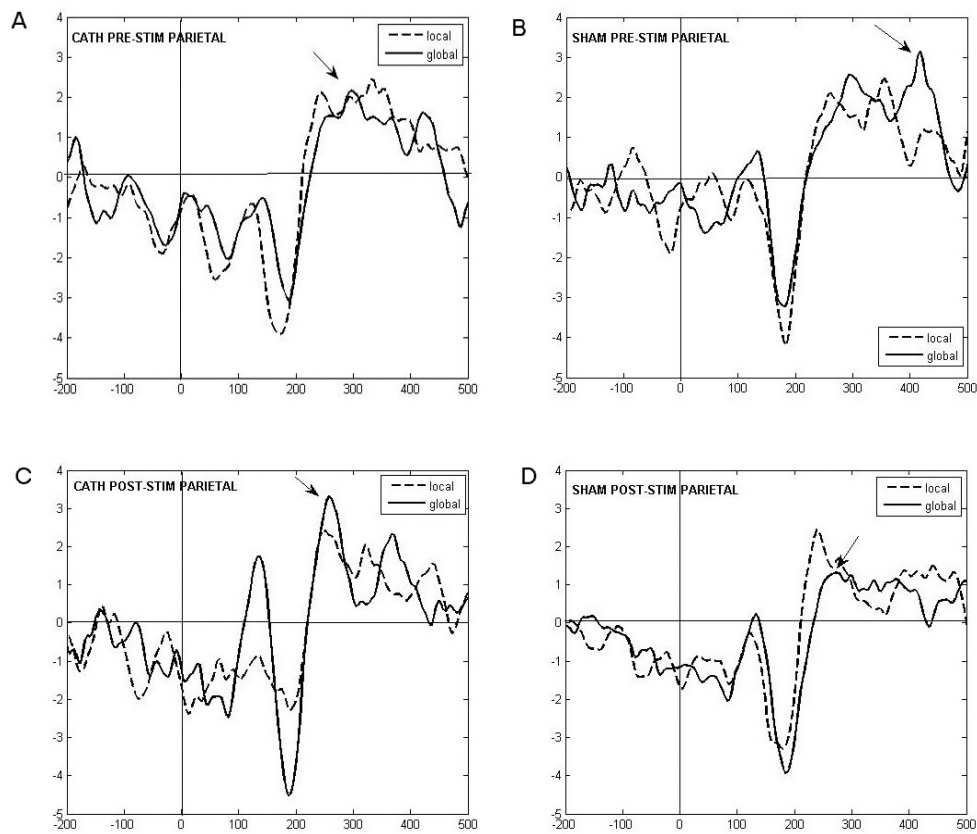 A
CATH PRE-STIM PARIETAL
local
global
4
3
2
1
0
-1
-2
-3
-4
-5
-200 -100 0 100 200 300 400 500
B
SHAM PRE-STIM PARIETAL
4
3
2
1
0
-1
-2
-3
-4
-5
local
global
-200 -100 0 100 200 300 400 500
C
CATH POST-STIM PARIETAL
local
global
4
3
2
1
0
-1
-2
-3
-4
-5
-200 -100 0 100 200 300 400 500
D
SHAM POST-STIM PARIETAL
local
global
4
3
2
1
0
-1
-2
-3
-4
-5
-200 -100 0 100 200 300 400 500